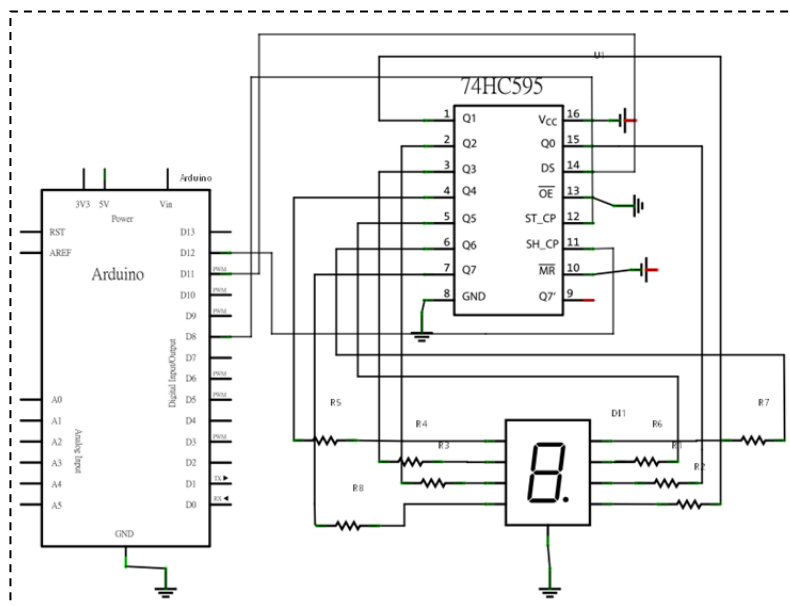 U1
74HC595
1 Q1 VCC 16
2 Q2 Q0 15
3 Q3 DS 14
4 Q4 OE 13
5 Q5 ST_CP 12
6 Q6 SH_CP 11
7 Q7 MR 10
8 GND Q7' 9
Arduino
3V3 5V Vin
Power
RST D13
AREF D12
Arduino
D11 PWM
D10 PWM
D9 PWM
D8
D7
D6 PWM
A0 D5 PWM
A1 D4
A2 D3 PWM
A3 D2
A4 D1 TX ►
A5 D0 RX ◄
Digital Input/Output
Analog Input
GND
R5
R4
R3
R8
DI1
R6
R7
R1
R2
8.